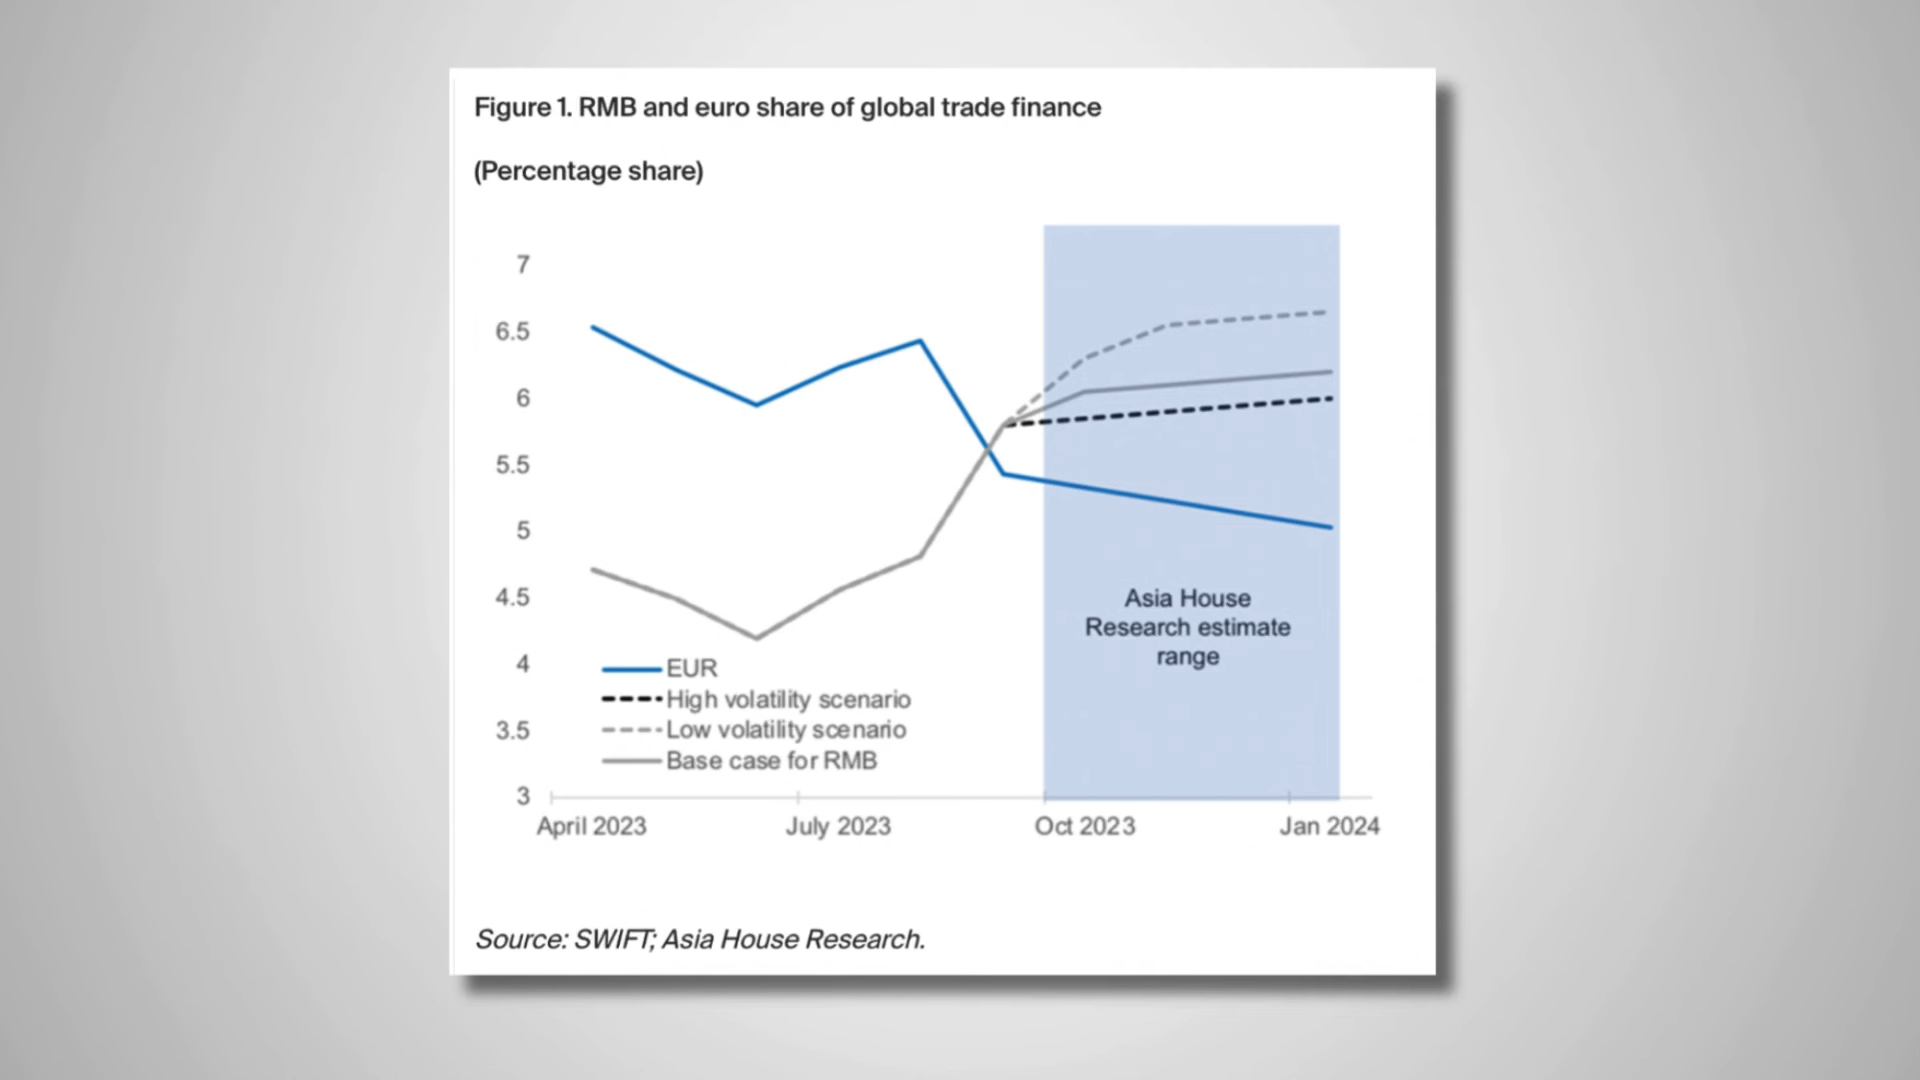 Figure 1. RMB and euro share of global trade finance
(Percentage share)
7
6.5
6
5.5
5
4.5
4
3.5
3
EUR
High volatility scenario
Low volatility scenario
Base case for RMB
Asia House
Research estimate
range
April 2023 July 2023 Oct 2023 Jan 2024
Source: SWIFT; Asia House Research.